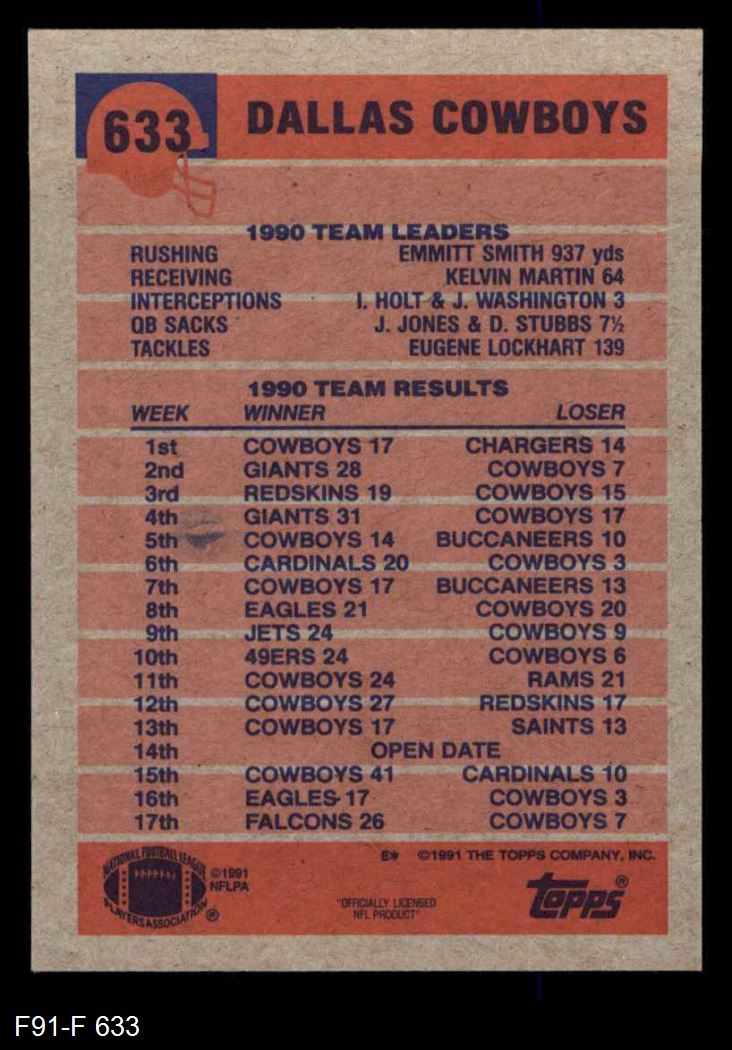 633 DALLAS COWBOYS
1990 TEAM LEADERS
RUSHING EMMITT SMITH 937 yds
RECEIVING KELVIN MARTIN 64
INTERCEPTIONS I. HOLT & J. WASHINGTON 3
QB SACKS J. JONES & D. STUBBS 7½
TACKLES EUGENE LOCKHART 139
1990 TEAM RESULTS
WEEK WINNER LOSER
1st COWBOYS 17 CHARGERS 14
2nd GIANTS 28 COWBOYS 7
3rd REDSKINS 19 COWBOYS 15
4th GIANTS 31 COWBOYS 17
5th COWBOYS 14 BUCCANEERS 10
6th CARDINALS 20 COWBOYS 3
7th COWBOYS 17 BUCCANEERS 13
8th EAGLES 21 COWBOYS 20
9th JETS 24 COWBOYS 9
10th 49ERS 24 COWBOYS 6
11th COWBOYS 24 RAMS 21
12th COWBOYS 27 REDSKINS 17
13th COWBOYS 17 SAINTS 13
14th OPEN DATE
15th COWBOYS 41 CARDINALS 10
16th EAGLES 17 COWBOYS 3
17th FALCONS 26 COWBOYS 7
E* ©1991 THE TOPPS COMPANY, INC.
NATIONAL FOOTBALL LEAGUE
PLAYERS ASSOCIATION ®
©1991
NFLPA
"OFFICIALLY LICENSED
NFL PRODUCT"
Topps®
F91-F 633